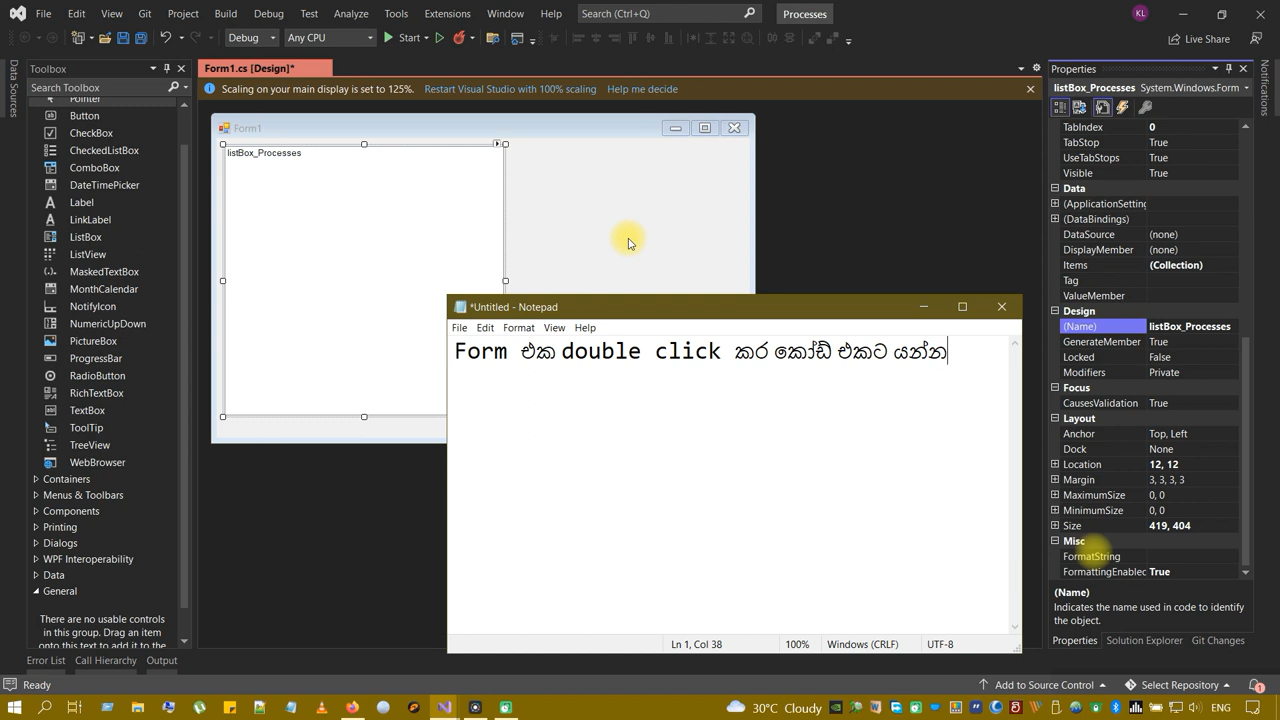 File Edit View Git Project Build Debug Test Analyze Tools Extensions Window Help Search (Ctrl+Q) Processes KL
Debug Any CPU Start Live Share
Data Sources
Toolbox
Search Toolbox
Pointer
Button
CheckBox
CheckedListBox
ComboBox
DateTimePicker
Label
LinkLabel
ListBox
ListView
MaskedTextBox
MonthCalendar
NotifyIcon
NumericUpDown
PictureBox
ProgressBar
RadioButton
RichTextBox
TextBox
ToolTip
TreeView
WebBrowser
Containers
Menus & Toolbars
Components
Printing
Dialogs
WPF Interoperability
Data
General
There are no usable controls
in this group. Drag an item
onto this text to add it to the
Error List Call Hierarchy Output
Form1.cs [Design]*
Scaling on your main display is set to 125%. Restart Visual Studio with 100% scaling Help me decide
Form1
listBox_Processes
*Untitled - Notepad
File Edit Format View Help
Form එක double click කර කෝඩ් එකට යන්න
Ln 1, Col 38 100% Windows (CRLF) UTF-8
Properties
listBox_Processes System.Windows.Form
TabIndex 0
TabStop True
UseTabStops True
Visible True
Data
(ApplicationSetting
(DataBindings)
DataSource (none)
DisplayMember (none)
Items (Collection)
Tag
ValueMember
Design
(Name) listBox_Processes
GenerateMember True
Locked False
Modifiers Private
Focus
CausesValidation True
Layout
Anchor Top, Left
Dock None
Location 12, 12
Margin 3, 3, 3, 3
MaximumSize 0, 0
MinimumSize 0, 0
Size 419, 404
Misc
FormatString
FormattingEnabled True
(Name)
Indicates the name used in code to identify
the object.
Properties Solution Explorer Git Changes
Notifications
Ready Add to Source Control Select Repository 1
30°C Cloudy ENG